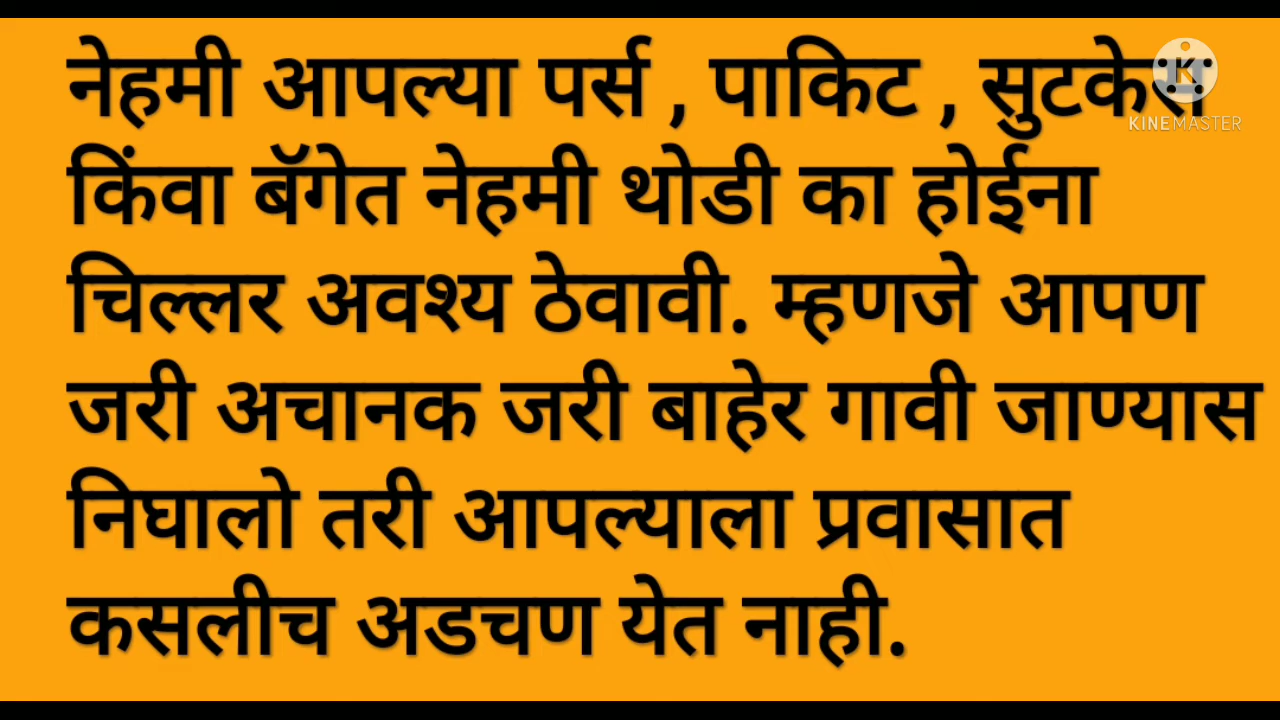 नेहमी आपल्या पर्स , पाकिट , सुटकेस
किंवा बॅगेत नेहमी थोडी का होईना
चिल्लर अवश्य ठेवावी. म्हणजे आपण
जरी अचानक जरी बाहेर गावी जाण्यास
निघालो तरी आपल्याला प्रवासात
कसलीच अडचण येत नाही.
K
KINEMASTER